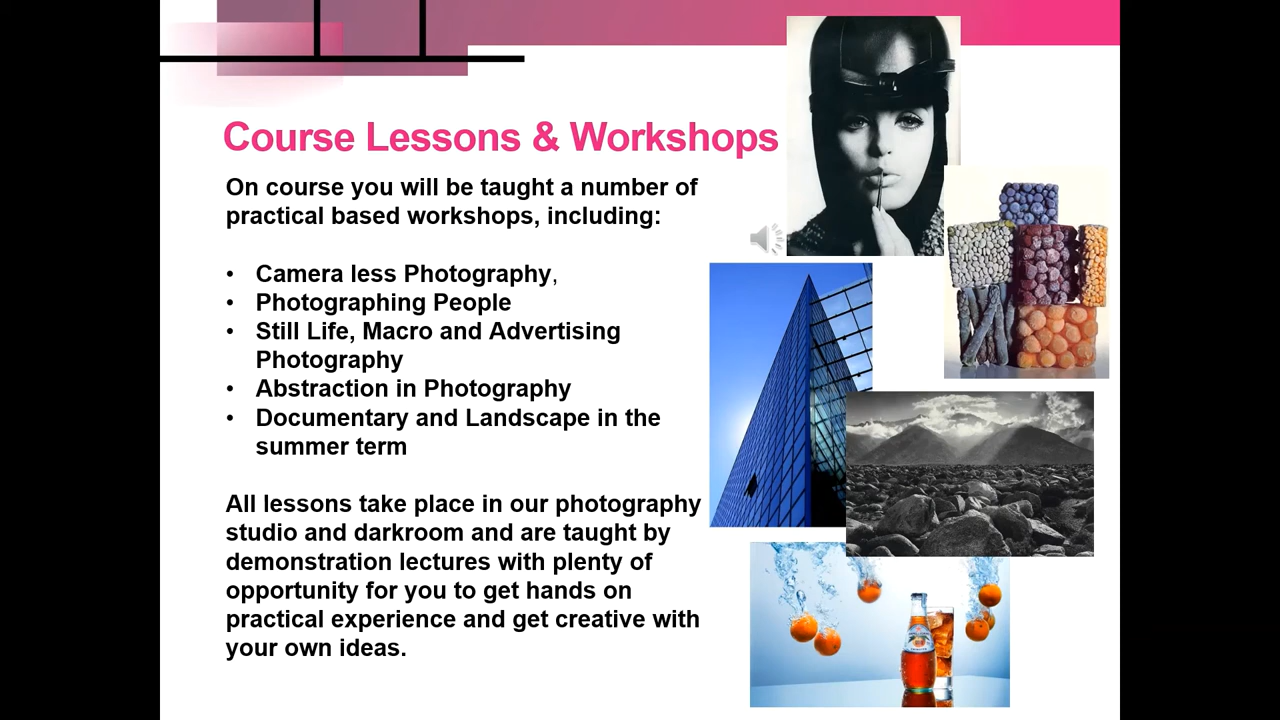 Course Lessons & Workshops
On course you will be taught a number of
practical based workshops, including:
• Camera less Photography,
• Photographing People
• Still Life, Macro and Advertising
Photography
• Abstraction in Photography
• Documentary and Landscape in the
summer term
All lessons take place in our photography
studio and darkroom and are taught by
demonstration lectures with plenty of
opportunity for you to get hands on
practical experience and get creative with
your own ideas.